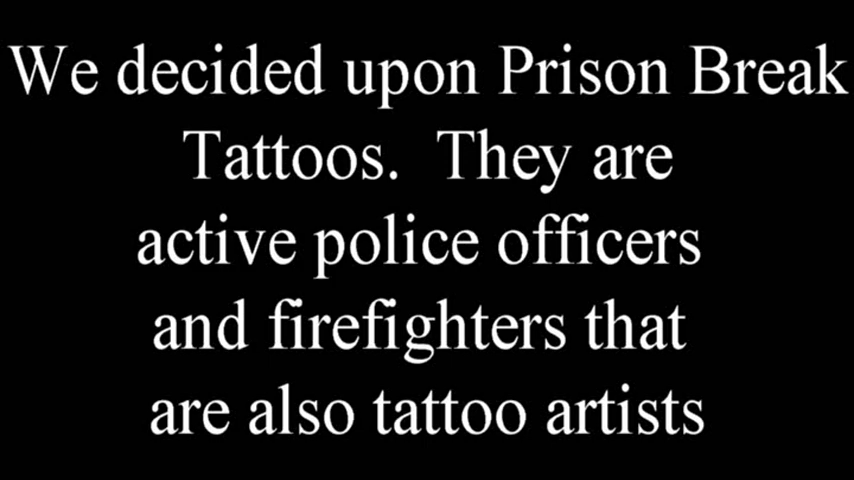 We decided upon Prison Break
Tattoos.  They are
active police officers
and firefighters that
are also tattoo artists